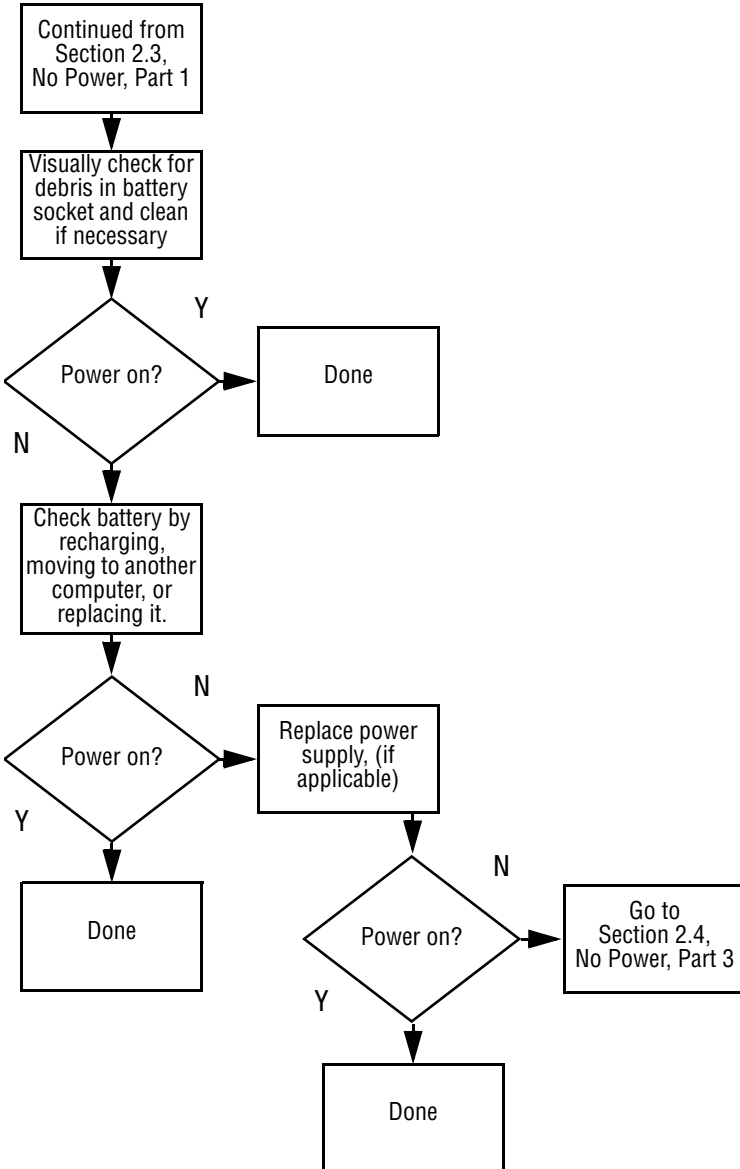 Continued from
Section 2.3,
No Power, Part 1
Visually check for
debris in battery
socket and clean
if necessary
Y
Power on?
Done
N
Check battery by
recharging,
moving to another
computer, or
replacing it.
N
Power on?
Replace power
supply, (if
applicable)
Y
Done
N
Power on?
Go to
Section 2.4,
No Power, Part 3
Y
Done